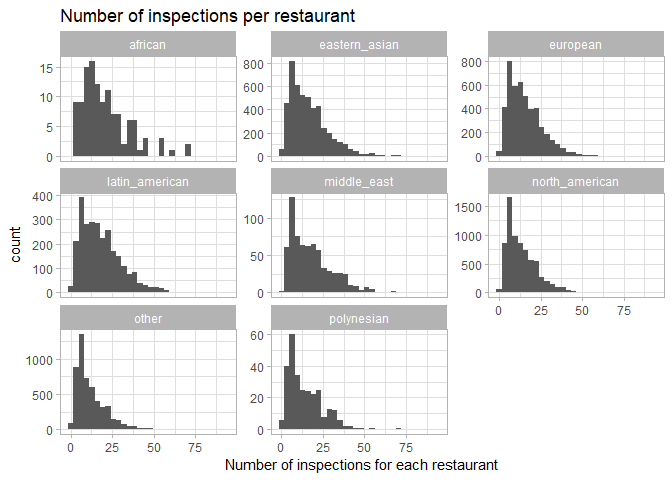 Number of inspections per restaurant
african
eastern_asian
european
15
10
5
0
800
600
400
200
0
800
600
400
200
0
latin_american
middle_east
north_american
400
300
200
100
0
100
50
0
1500
1000
500
0
0 25 50 75
other
polynesian
1000
500
0
60
40
20
0
0 25 50 75
0 25 50 75
count
Number of inspections for each restaurant